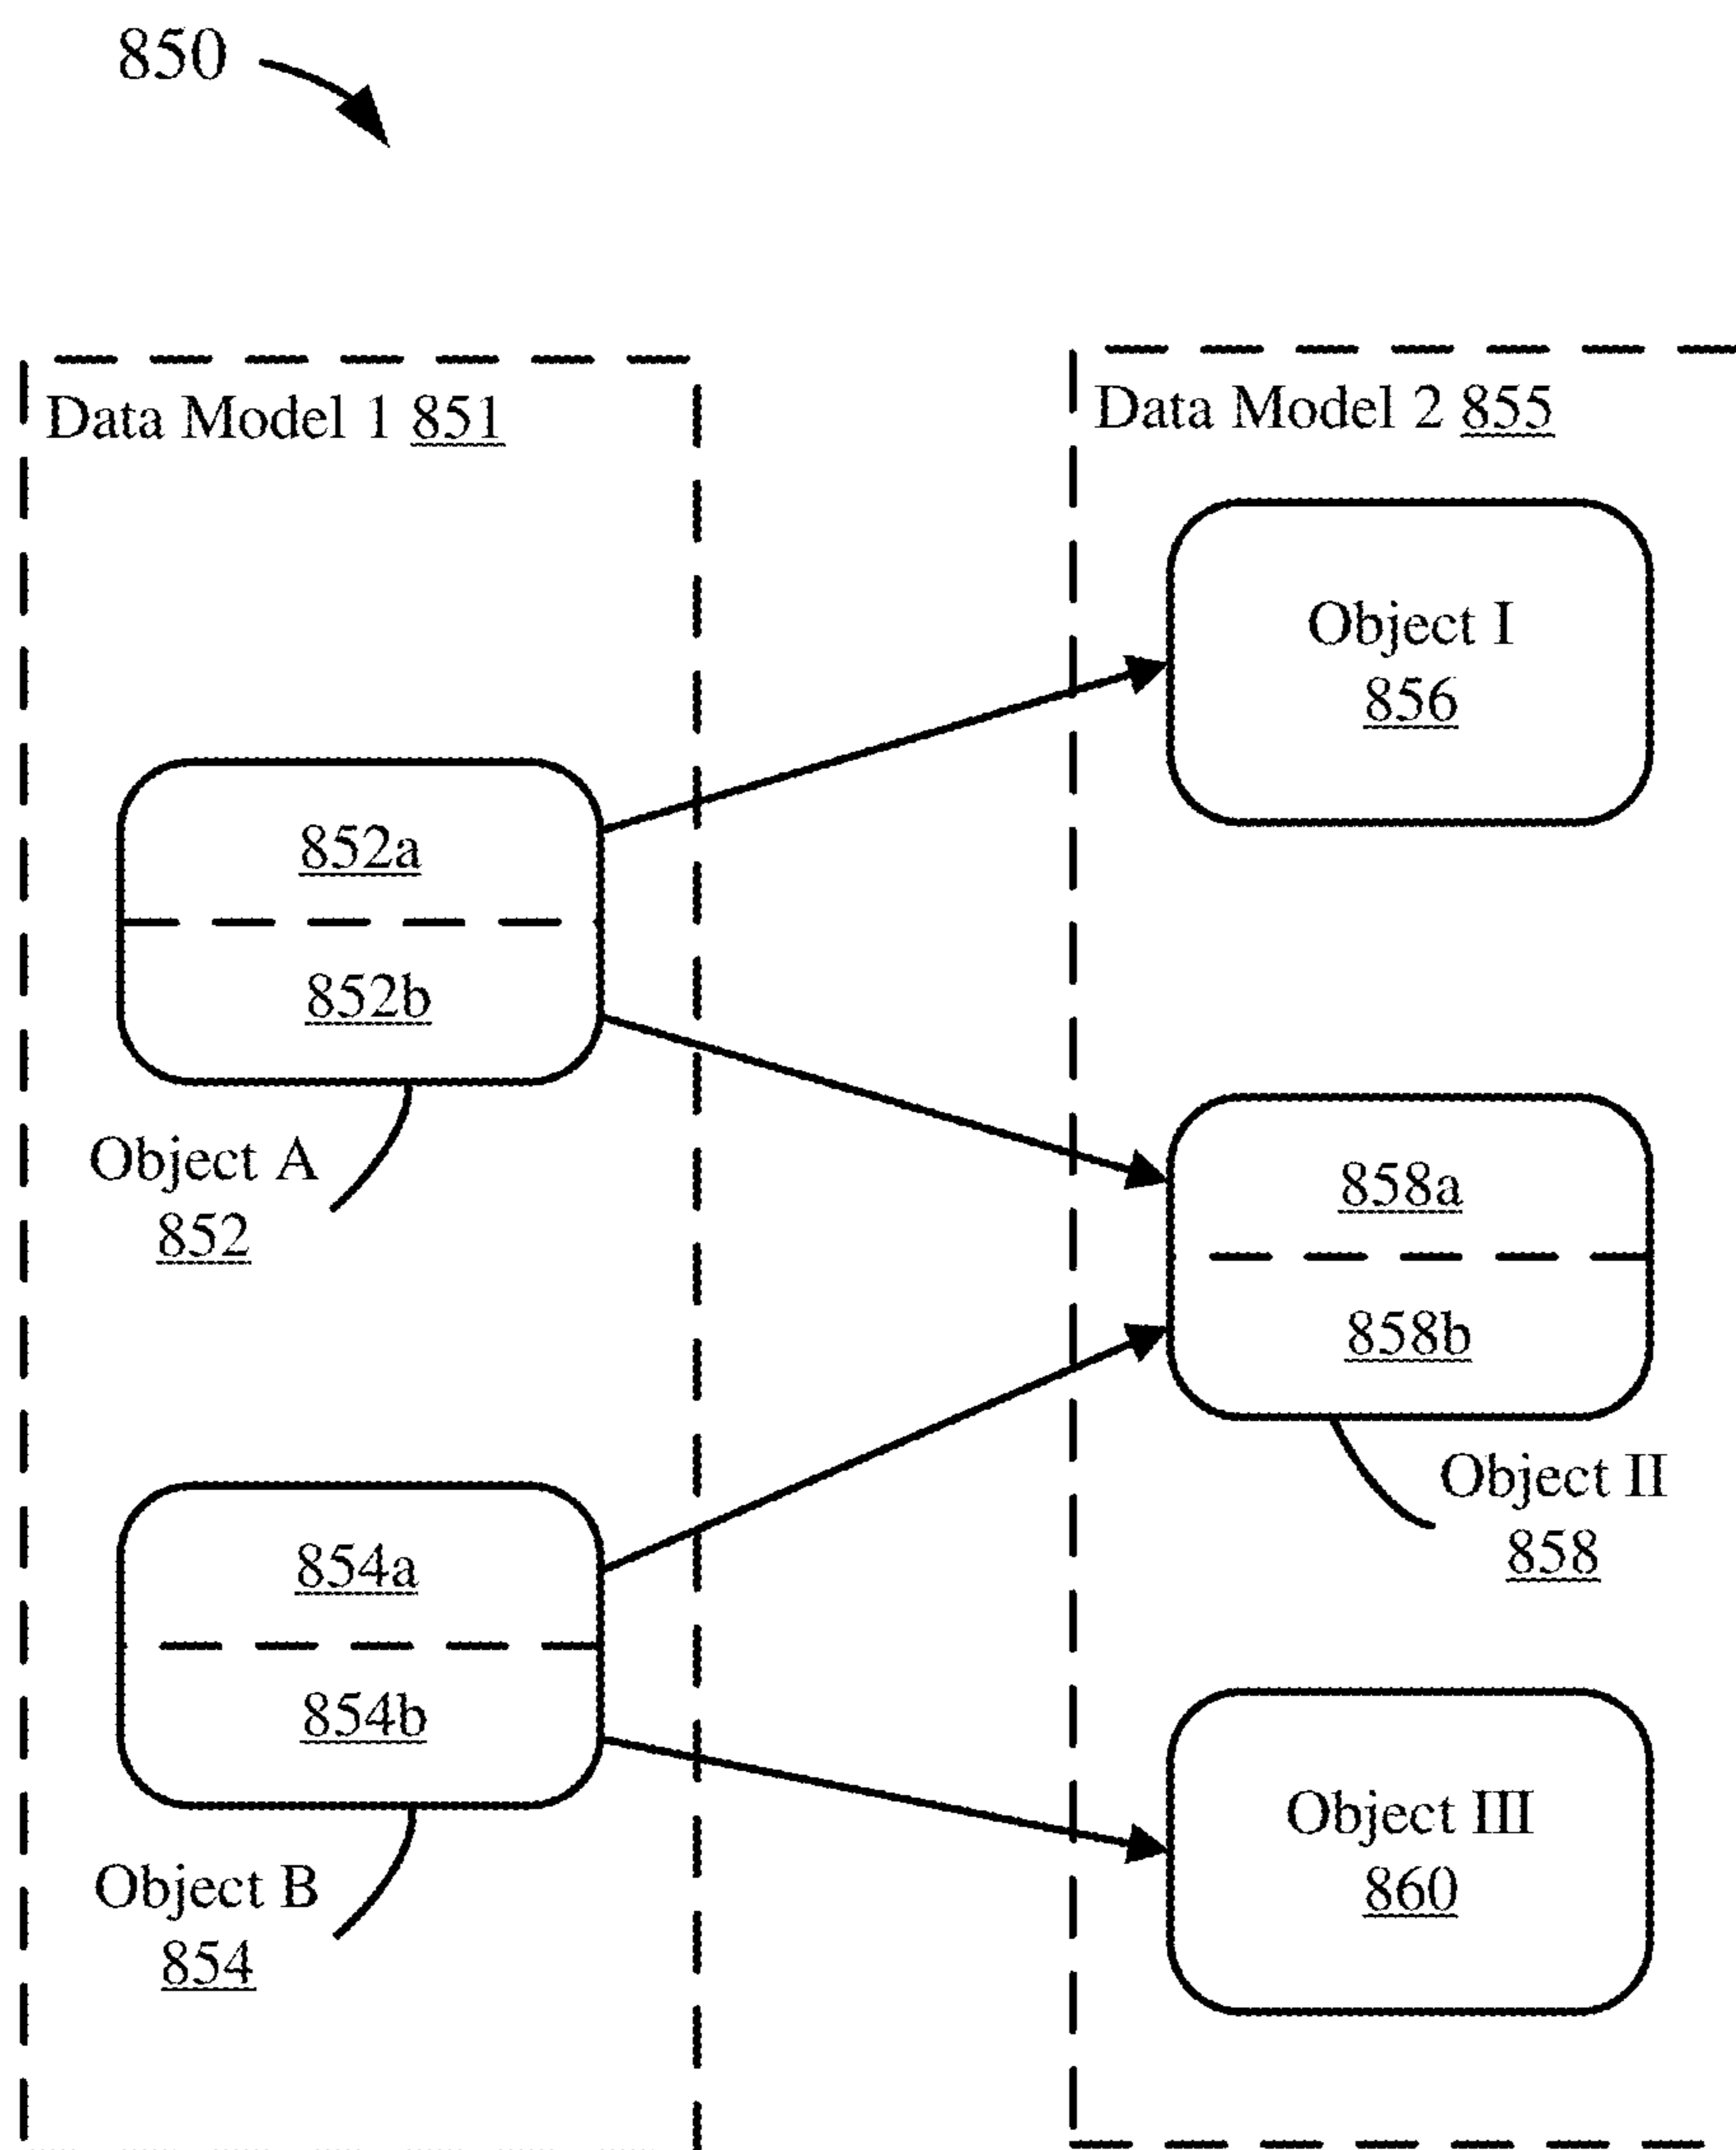 850
Data Model 1 851
852a
852b
Object A
852
854a
854b
Object B
854
Data Model 2 855
Object I
856
858a
858b
Object II
858
Object III
860